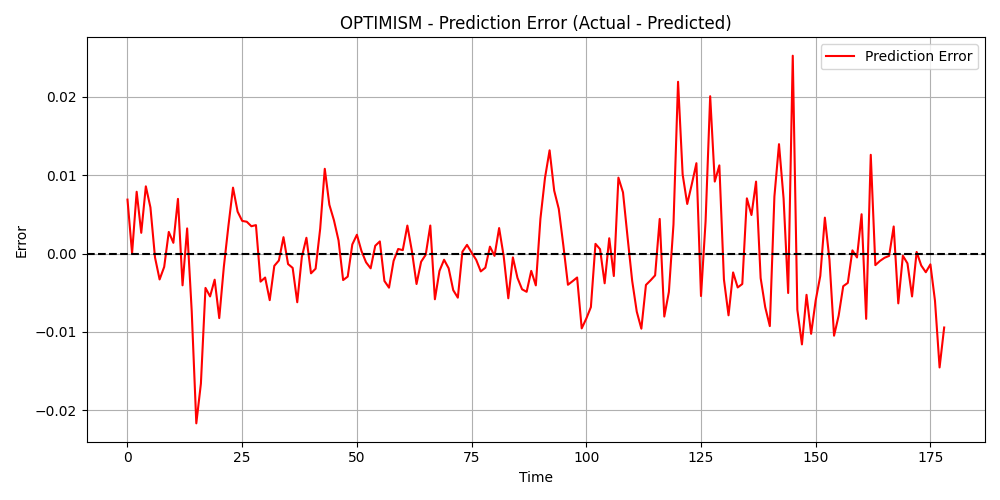 OPTIMISM - Prediction Error (Actual - Predicted)
Prediction Error
0.02
0.01
0.00
−0.01
−0.02
Error
0 25 50 75 100 125 150 175
Time